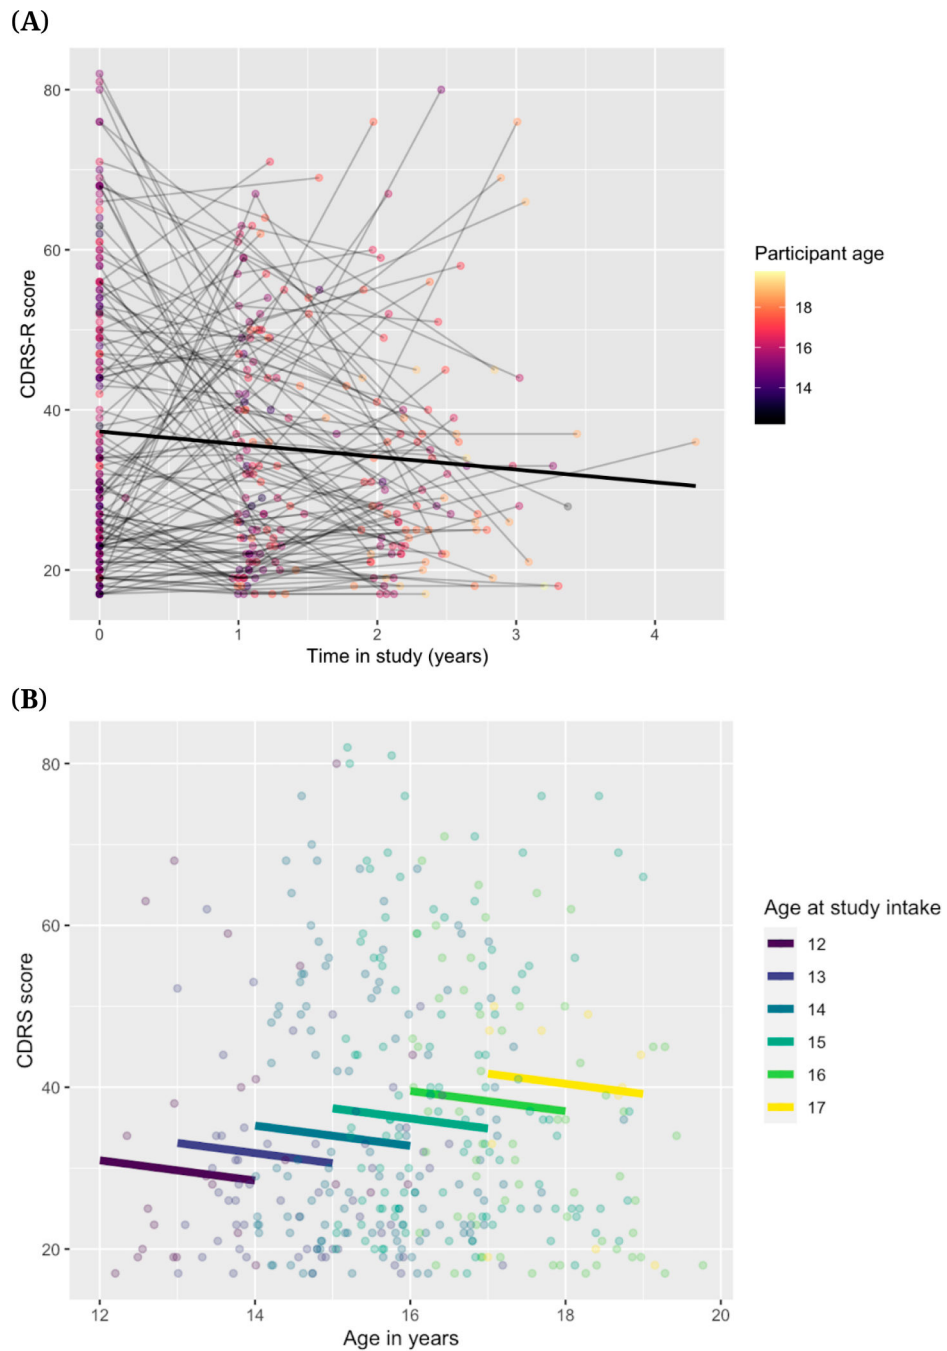 (A)
CDRS-R score
80
60
40
20
0 1 2 3 4
Time in study (years)
Participant age
18
16
14
(B)
CDRS score
80
60
40
20
12 14 16 18 20
Age in years
Age at study intake
12
13
14
15
16
17